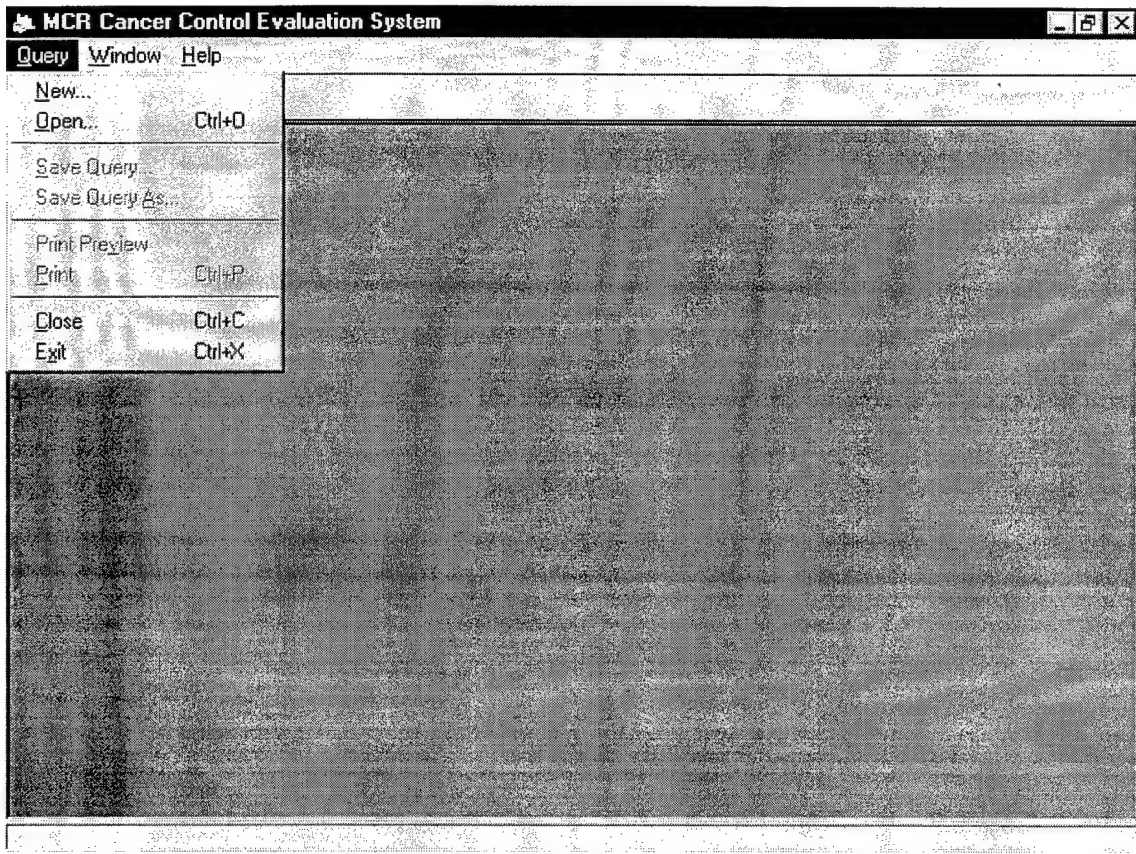 MCR Cancer Control Evaluation System
Query Window Help
New...
Open... Ctrl+O
Save Query
Save Query As...
Print Preview
Print Ctrl+P
Close Ctrl+C
Exit Ctrl+X